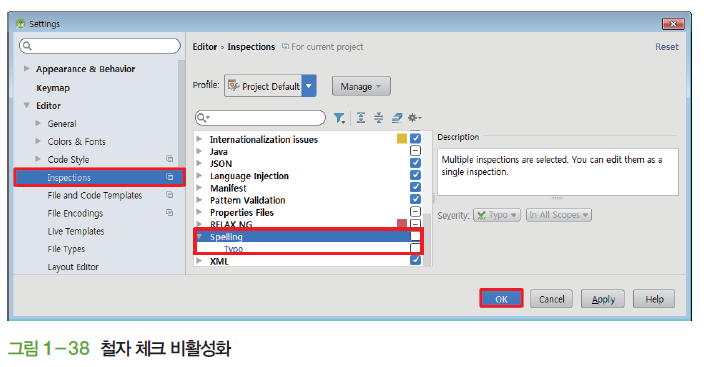 Settings
Appearance & Behavior
Keymap
Editor
General
Colors & Fonts
Code Style
Inspections
File and Code Templates
File Encodings
Live Templates
File Types
Layout Editor
Editor › Inspections For current project
Reset
Profile: Project Default Manage
Internationalization issues
Java
JSON
Language Injection
Manifest
Pattern Validation
Properties Files
RELAX NG
Spelling
Typo
XML
Description
Multiple inspections are selected. You can edit them as a
single inspection.
Severity: Typo In All Scopes
OK Cancel Apply Help
그림 1-38 철자 체크 비활성화